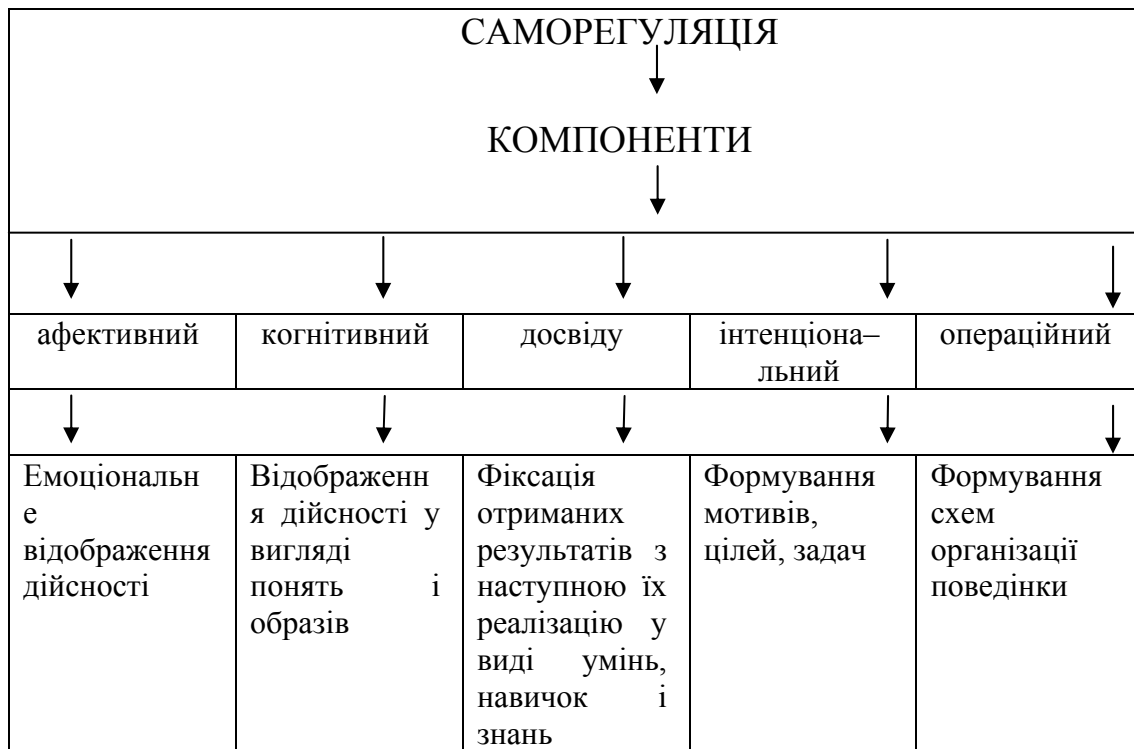 САМОРЕГУЛЯЦІЯ
КОМПОНЕНТИ
афективний
когнітивний
досвіду
інтенціона–
льний
операційний
Емоціональн
е
відображення
дійсності
Відображенн
я дійсності у
вигляді
понять і
образів
Фіксація
отриманих
результатів з
наступною їх
реалізацію у
виді умінь,
навичок і
знань
Формування
мотивів,
цілей, задач
Формування
схем
організації
поведінки